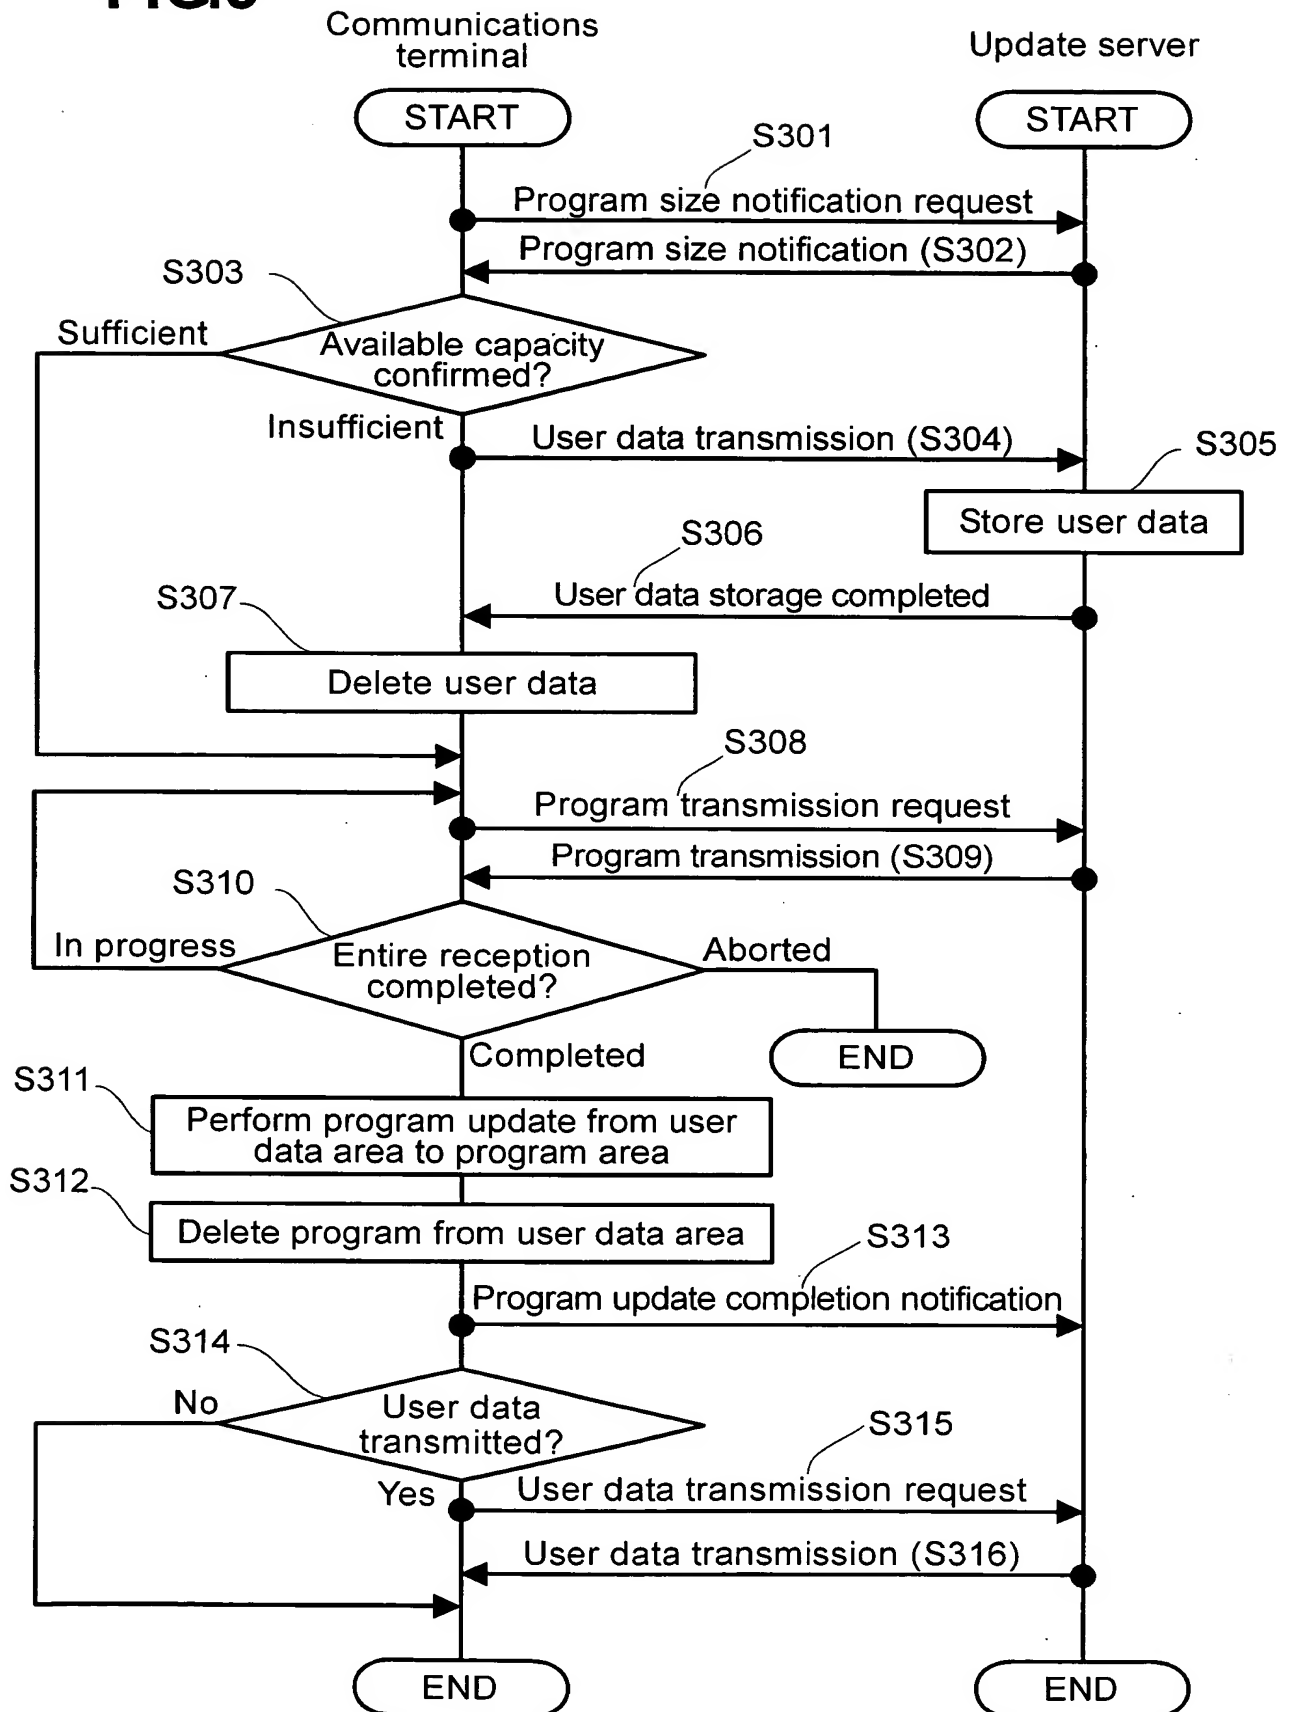 Communications
terminal
Update server
START
START
S301
Program size notification request
Program size notification (S302)
S303
Sufficient
Available capacity
confirmed?
Insufficient
User data transmission (S304)
S305
Store user data
S306
User data storage completed
S307
Delete user data
S308
Program transmission request
Program transmission (S309)
S310
In progress
Entire reception
completed?
Aborted
END
Completed
S311
Perform program update from user
data area to program area
S312
Delete program from user data area
S313
Program update completion notification
S314
No
User data
transmitted?
S315
Yes
User data transmission request
User data transmission (S316)
END
END